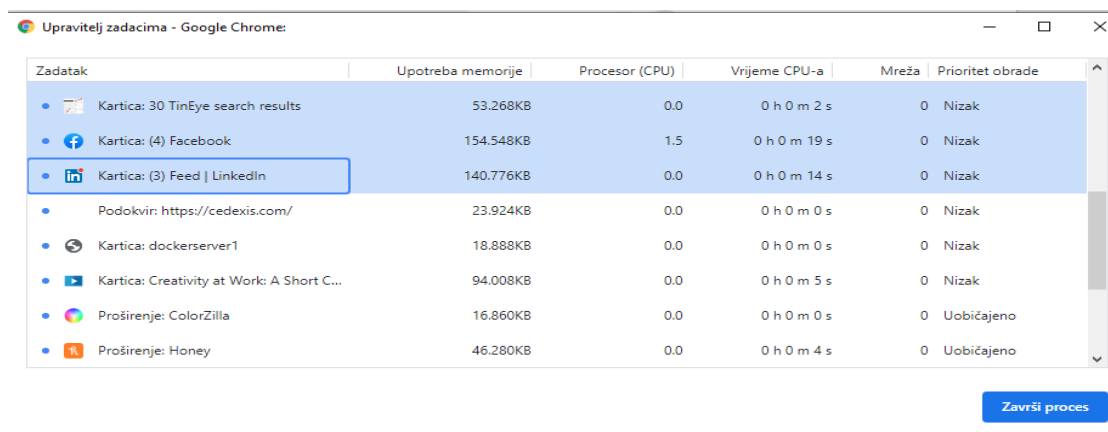 Upravitelj zadacima - Google Chrome:
Zadatak Upotreba memorije Procesor (CPU) Vrijeme CPU-a Mreža Prioritet obrade
Kartica: 30 TinEye search results 53.268KB 0.0 0 h 0 m 2 s 0 Nizak
Kartica: (4) Facebook 154.548KB 1.5 0 h 0 m 19 s 0 Nizak
Kartica: (3) Feed | LinkedIn 140.776KB 0.0 0 h 0 m 14 s 0 Nizak
Podokvir: https://cedexis.com/ 23.924KB 0.0 0 h 0 m 0 s 0 Nizak
Kartica: dockerserver1 18.888KB 0.0 0 h 0 m 0 s 0 Nizak
Kartica: Creativity at Work: A Short C... 94.008KB 0.0 0 h 0 m 5 s 0 Nizak
Proširenje: ColorZilla 16.860KB 0.0 0 h 0 m 0 s 0 Uobičajeno
Proširenje: Honey 46.280KB 0.0 0 h 0 m 4 s 0 Uobičajeno
Završi proces